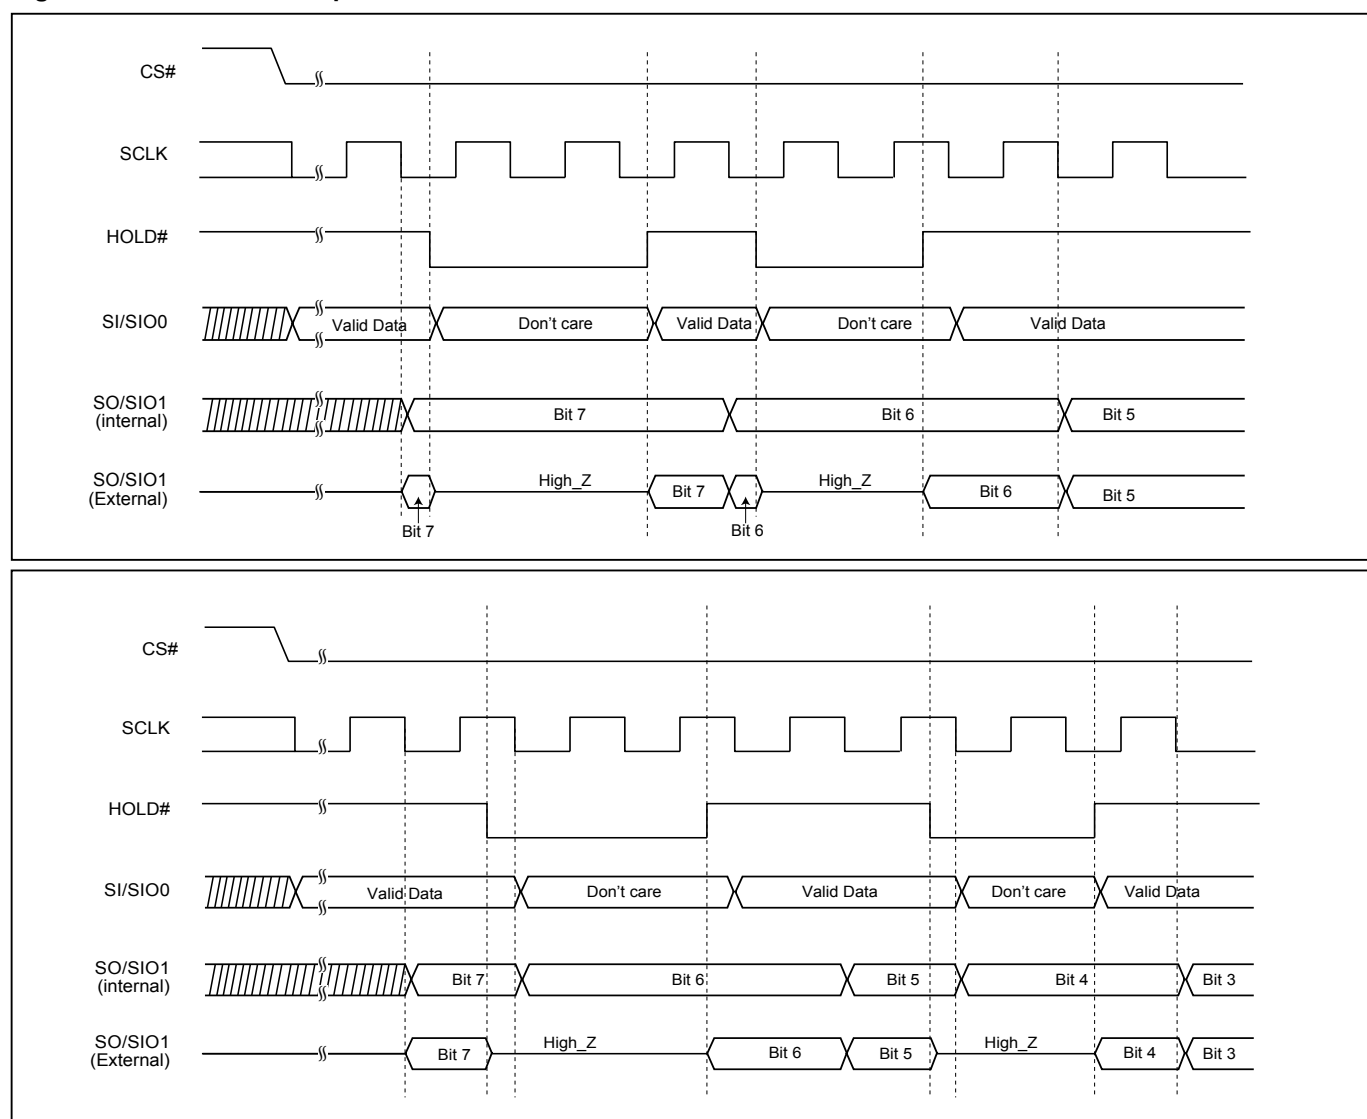 CS#
SCLK
HOLD#
SI/SIO0
Valid Data
Don't care
Valid Data
Don't care
Valid Data
SO/SIO1
(internal)
Bit 7
Bit 6
Bit 5
SO/SIO1
(External)
High_Z
Bit 7
High_Z
Bit 6
Bit 5
Bit 7
Bit 6
CS#
SCLK
HOLD#
SI/SIO0
Valid Data
Don't care
Valid Data
Don't care
Valid Data
SO/SIO1
(internal)
Bit 7
Bit 6
Bit 5
Bit 4
Bit 3
SO/SIO1
(External)
Bit 7
High_Z
Bit 6
Bit 5
High_Z
Bit 4
Bit 3